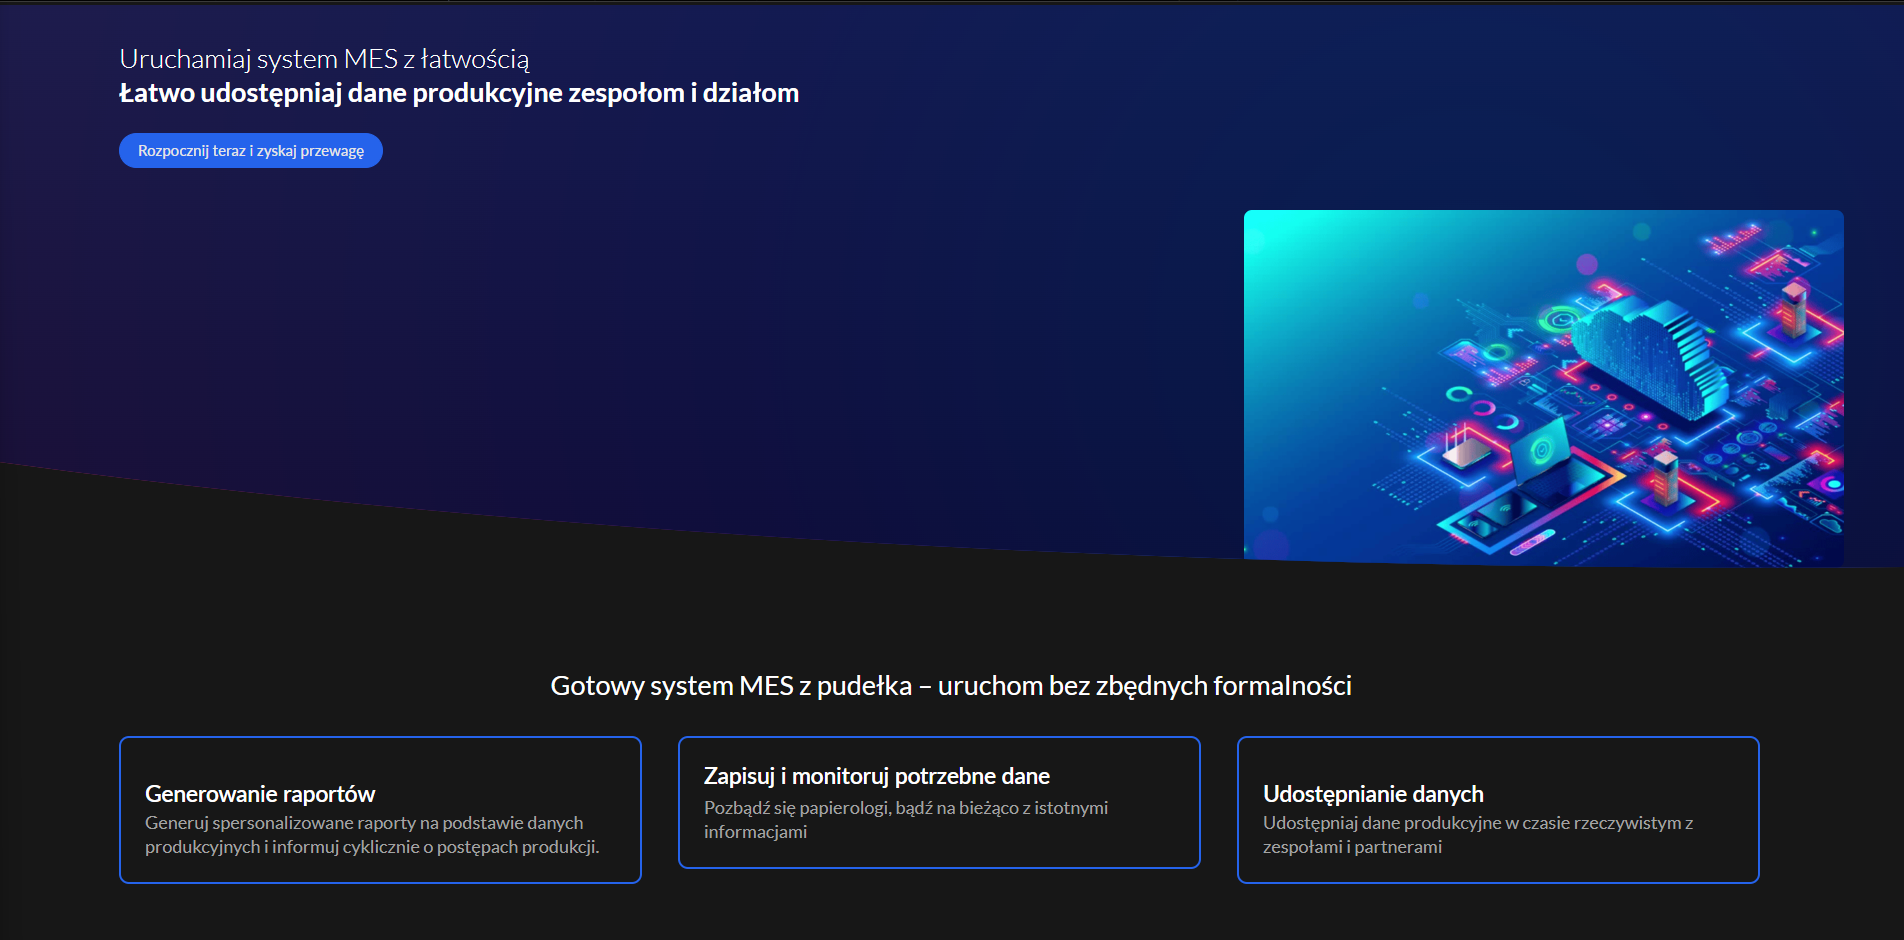 Uruchamiaj system MES z łatwością
Łatwo udostępniaj dane produkcyjne zespołom i działom
Rozpocznij teraz i zyskaj przewagę
Gotowy system MES z pudełka – uruchom bez zbędnych formalności
Generowanie raportów
Generuj spersonalizowane raporty na podstawie danych
produkcyjnych i informuj cyklicznie o postępach produkcji.
Zapisuj i monitoruj potrzebne dane
Pozbądź się papierologi, bądź na bieżąco z istotnymi
informacjami
Udostępnianie danych
Udostępniaj dane produkcyjne w czasie rzeczywistym z
zespołami i partnerami